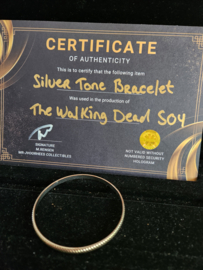 CERTIFICATE
OF AUTHENTICITY
This is to certify that the following item
Silver Tone Bracelet
Was used in the production of
The Walking Dead S04
SIGNATURE
NOT VALID WITHOUT
NUMBERED SECURITY
HOLOGRAM